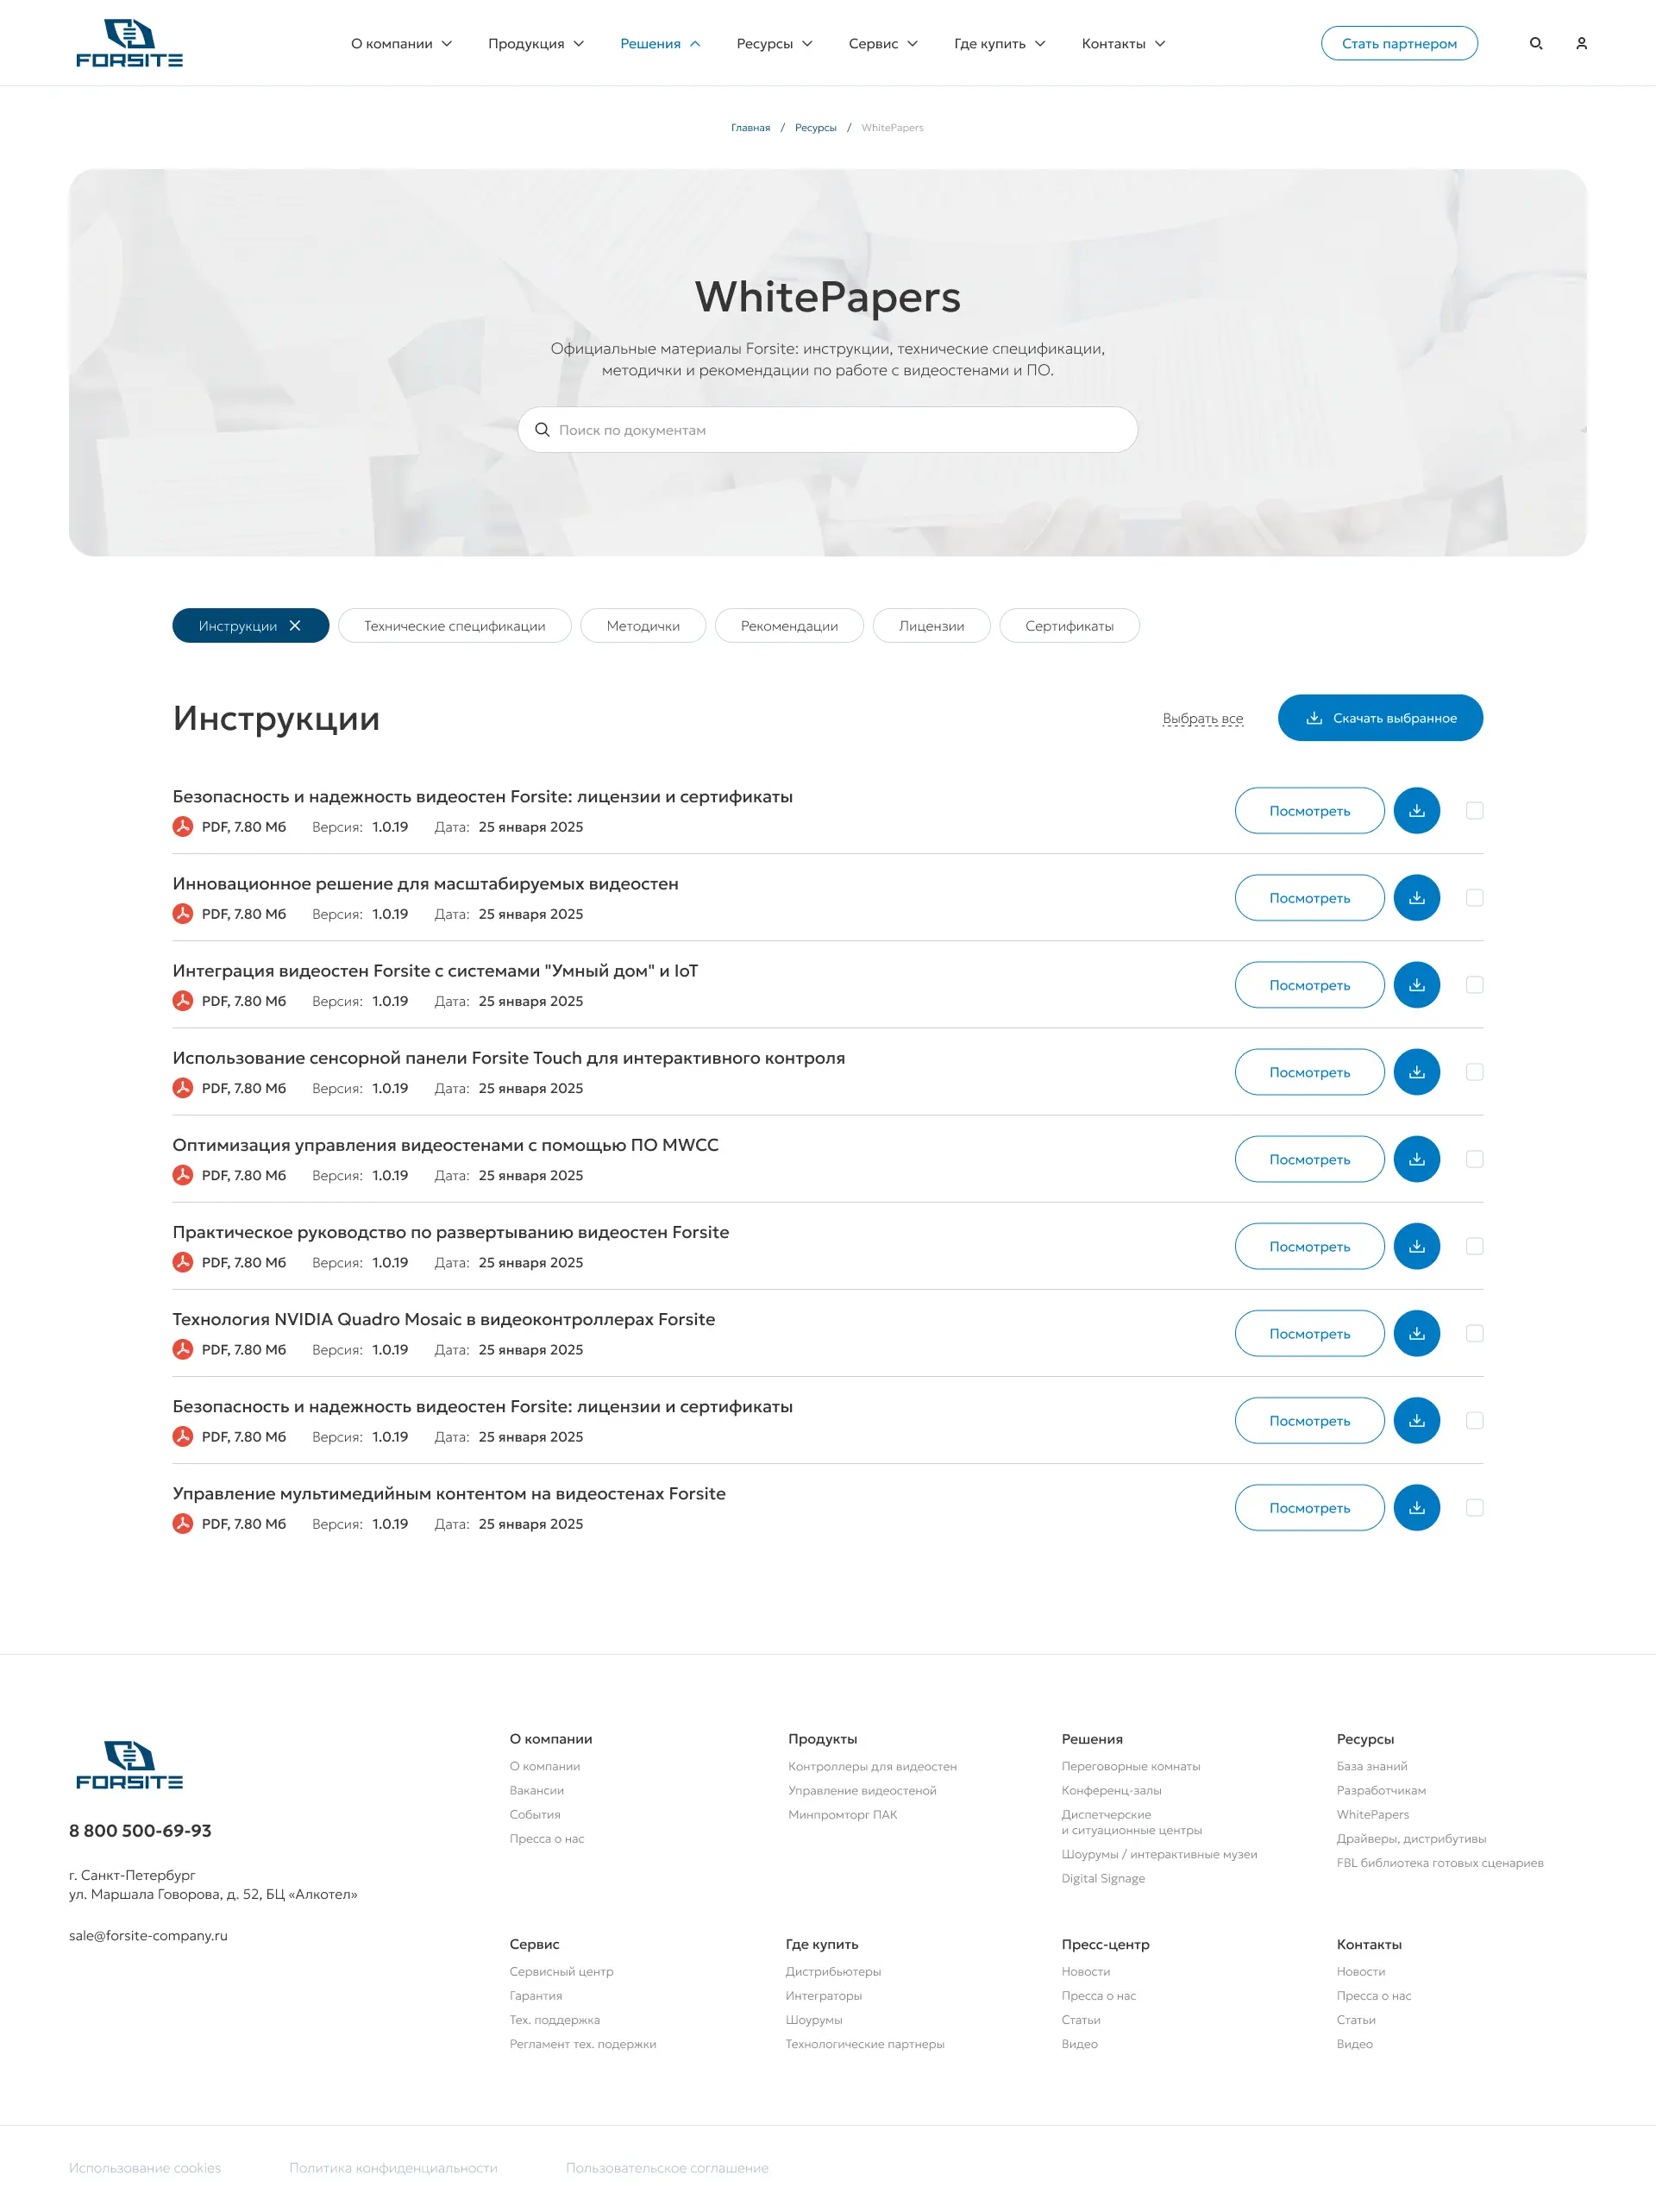 FORSITE
О компании
Продукция
Решения
Ресурсы
Сервис
Где купить
Контакты
Стать партнером
Главная / Ресурсы / WhitePapers
WhitePapers
Официальные материалы Forsite: инструкции, технические спецификации,
методички и рекомендации по работе с видеостенами и ПО.
Поиск по документам
Инструкции
Технические спецификации
Методички
Рекомендации
Лицензии
Сертификаты
Инструкции
Выбрать все
Скачать выбранное
Безопасность и надежность видеостен Forsite: лицензии и сертификаты
PDF, 7.80 Мб Версия: 1.0.19 Дата: 25 января 2025
Посмотреть
Инновационное решение для масштабируемых видеостен
PDF, 7.80 Мб Версия: 1.0.19 Дата: 25 января 2025
Посмотреть
Интеграция видеостен Forsite с системами "Умный дом" и IoT
PDF, 7.80 Мб Версия: 1.0.19 Дата: 25 января 2025
Посмотреть
Использование сенсорной панели Forsite Touch для интерактивного контроля
PDF, 7.80 Мб Версия: 1.0.19 Дата: 25 января 2025
Посмотреть
Оптимизация управления видеостенами с помощью ПО MWCC
PDF, 7.80 Мб Версия: 1.0.19 Дата: 25 января 2025
Посмотреть
Практическое руководство по развертыванию видеостен Forsite
PDF, 7.80 Мб Версия: 1.0.19 Дата: 25 января 2025
Посмотреть
Технология NVIDIA Quadro Mosaic в видеоконтроллерах Forsite
PDF, 7.80 Мб Версия: 1.0.19 Дата: 25 января 2025
Посмотреть
Безопасность и надежность видеостен Forsite: лицензии и сертификаты
PDF, 7.80 Мб Версия: 1.0.19 Дата: 25 января 2025
Посмотреть
Управление мультимедийным контентом на видеостенах Forsite
PDF, 7.80 Мб Версия: 1.0.19 Дата: 25 января 2025
Посмотреть
FORSITE
8 800 500-69-93
г. Санкт-Петербург
ул. Маршала Говорова, д. 52, БЦ «Алкотел»
sale@forsite-company.ru
О компании
О компании
Вакансии
События
Пресса о нас
Продукты
Контроллеры для видеостен
Управление видеостеной
Минпромторг ПАК
Решения
Переговорные комнаты
Конференц-залы
Диспетчерские
и ситуационные центры
Шоурумы / интерактивные музеи
Digital Signage
Ресурсы
База знаний
Разработчикам
WhitePapers
Драйверы, дистрибутивы
FBL библиотека готовых сценариев
Сервис
Сервисный центр
Гарантия
Тех. поддержка
Регламент тех. подержки
Где купить
Дистрибьютеры
Интеграторы
Шоурумы
Технологические партнеры
Пресс-центр
Новости
Пресса о нас
Статьи
Видео
Контакты
Новости
Пресса о нас
Статьи
Видео
Использование cookies
Политика конфиденциальности
Пользовательское соглашение